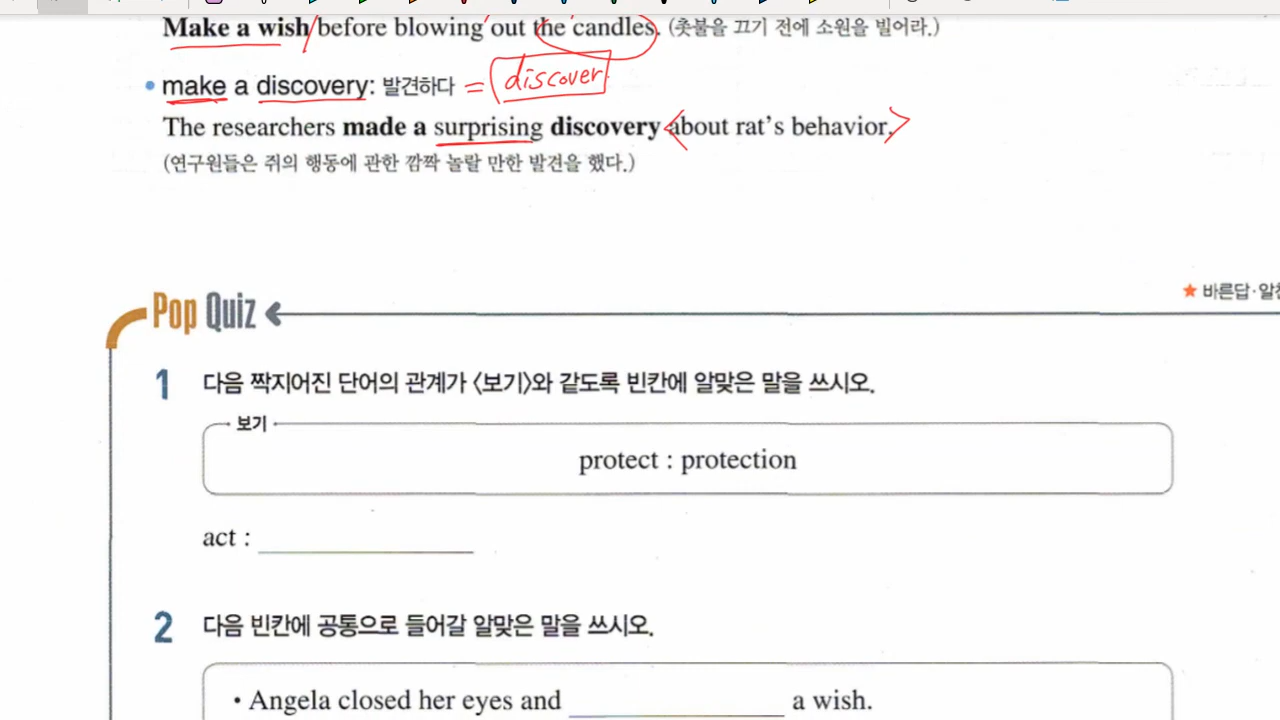 Make a wish before blowing out the candles. (촛불을 끄기 전에 소원을 빌어라.)
• make a discovery: 발견하다 = discover
The researchers made a surprising discovery about rat's behavior.
(연구원들은 쥐의 행동에 관한 깜짝 놀랄 만한 발견을 했다.)
Pop Quiz
★ 바른답·알찬
1 다음 짝지어진 단어의 관계가 〈보기〉와 같도록 빈칸에 알맞은 말을 쓰시오.
보기
protect : protection
act :
2 다음 빈칸에 공통으로 들어갈 알맞은 말을 쓰시오.
• Angela closed her eyes and a wish.